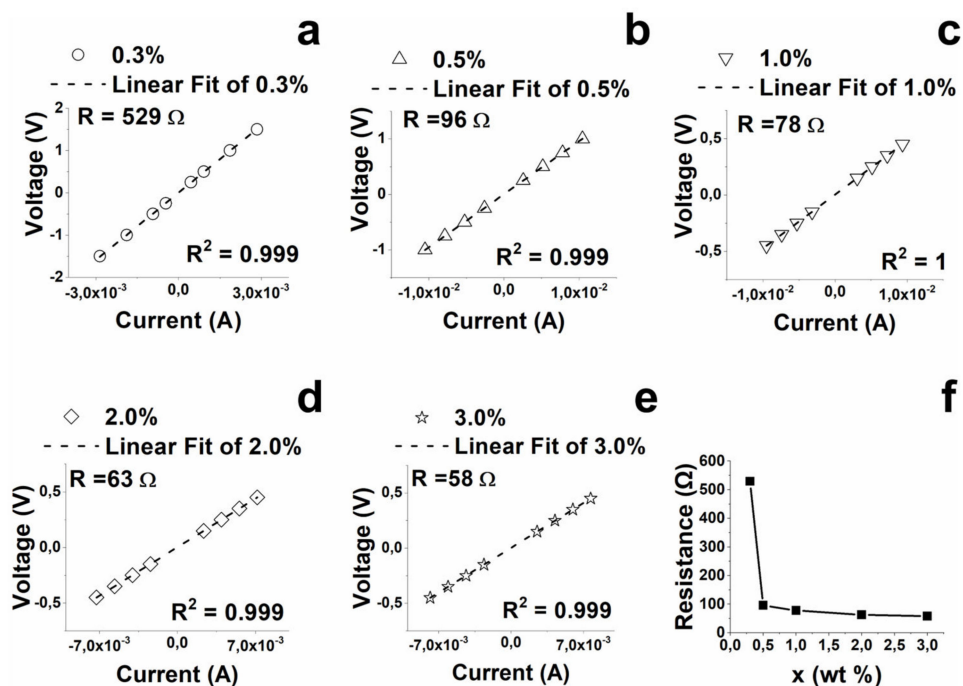 a
0.3%
Linear Fit of 0.3%
R = 529 Ω
Voltage (V)
2
1
0
-1
-2
R² = 0.999
-3,0x10⁻³ 0,0 3,0x10⁻³
Current (A)
b
0.5%
Linear Fit of 0.5%
R =96 Ω
Voltage (V)
1
0
-1
R² = 0.999
-1,0x10⁻² 0,0 1,0x10⁻²
Current (A)
c
1.0%
Linear Fit of 1.0%
R =78 Ω
Voltage (V)
0,5
0,0
-0,5
R² = 1
-1,0x10⁻² 0,0 1,0x10⁻²
Current (A)
d
2.0%
Linear Fit of 2.0%
R =63 Ω
Voltage (V)
0,5
0,0
-0,5
R² = 0.999
-7,0x10⁻³ 0,0 7,0x10⁻³
Current (A)
e
3.0%
Linear Fit of 3.0%
R =58 Ω
Voltage (V)
0,5
0,0
-0,5
R² = 0.999
-7,0x10⁻³ 0,0 7,0x10⁻³
Current (A)
f
Resistance (Ω)
600
500
400
300
200
100
0
0,0 0,5 1,0 1,5 2,0 2,5 3,0
x (wt %)